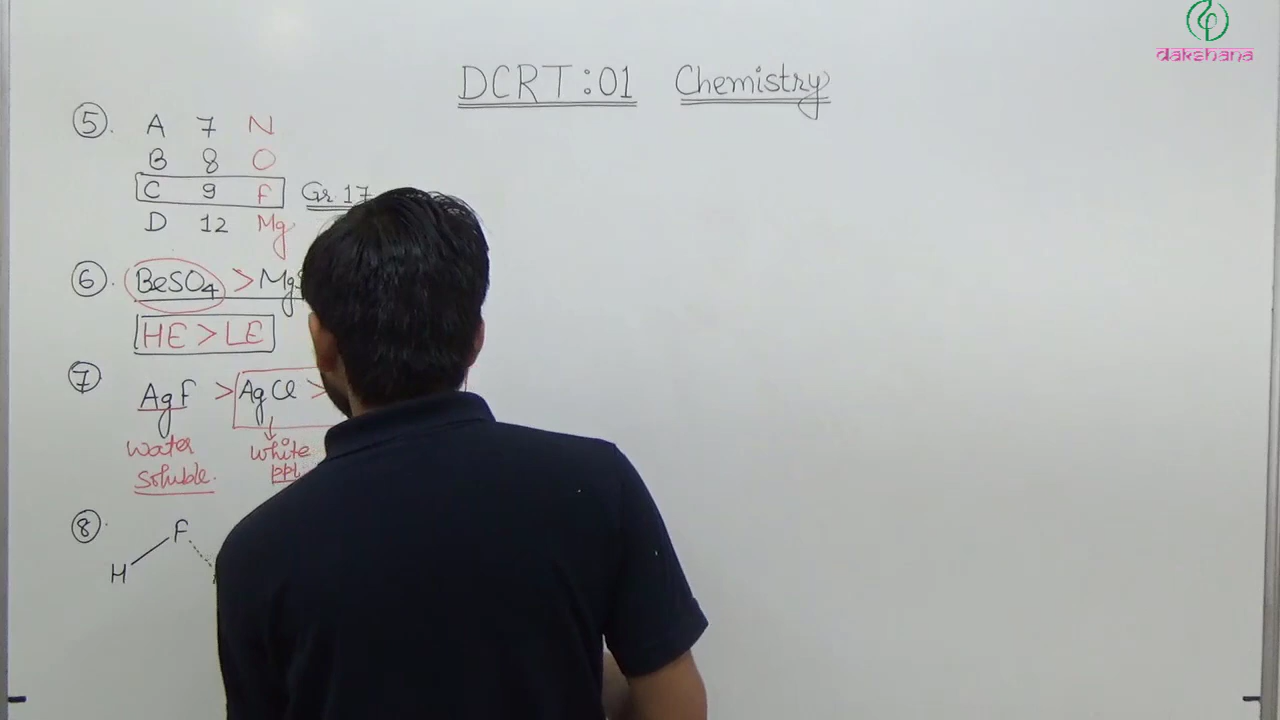 dakshana
DCRT:01 Chemistry
5. A 7 N
B 8 O
C 9 F Gr. 17
D 12 Mg
6. BeSO4 > Mg
HE > LE
7
AgF > AgCl >
Water white
Soluble. ppt.
8. F
H